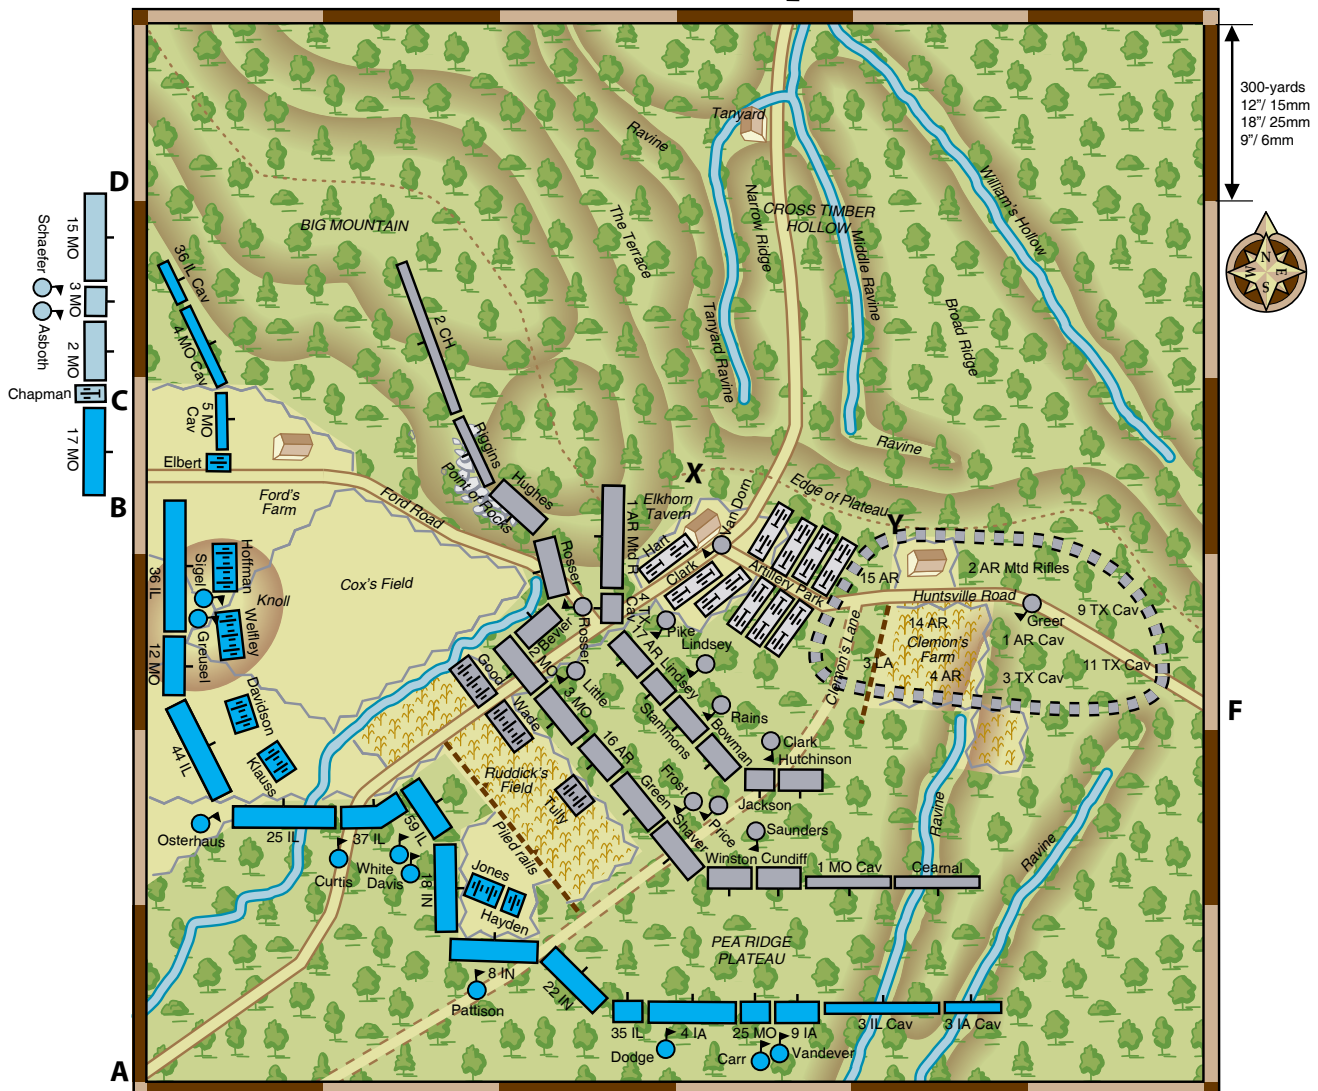 300-yards
12”/ 15mm
18”/ 25mm
9”/ 6mm
N
E
S
W
D
C
B
A
F
X
Y
Schaefer
Asboth
15 MO
3 MO
2 MO
Chapman
17 MO
36 IL Cav
4 MO Cav
5 MO
Cav
Elbert
BIG MOUNTAIN
Ravine
The Terrace
Tanyard
Narrow Ridge
CROSS TIMBER
HOLLOW
Middle Ravine
Tanyard Ravine
William's Hollow
Broad Ridge
Ravine
2 CH
Riggins
Point of Rocks
Hughes
Ford's
Farm
Ford Road
Cox's Field
Knoll
36 IL
Sigel
Greusel
Hoffman
Welfley
12 MO
44 IL
Davidson
Klauss
Osterhaus
25 IL
37 IL
59 IL
Curtis
White
Davis
18 IN
Jones
Hayden
8 IN
Pattison
22 IN
35 IL
4 IA
25 MO
9 IA
3 IL Cav
3 IA Cav
Dodge
Carr
Vandever
PEA RIDGE
PLATEAU
Rosser
Rosser
1 AR Mtd R
4 TX
Cav
Elkhorn
Tavern
Van Dorn
Hart
Clark
Artillery Park
Edge of Plateau
15 AR
2 AR Mtd Rifles
Huntsville Road
9 TX Cav
Greer
14 AR
1 AR Cav
Clemon's
Farm
11 TX Cav
3 LA
4 AR
3 TX Cav
Clemon's Lane
Pike
Lindsey
17 AR
Lindsey
Bevier
2 MO
Little
Good
3 MO
Wade
Rains
Slammons
Bowman
16 AR
Clark
Hutchinson
Jackson
Ruddick's
Field
Tully
Green
Frost
Price
Shaver
Saunders
Winston
Cundiff
1 MO Cav
Cearnal
Piled rails
Ravine
Ravine